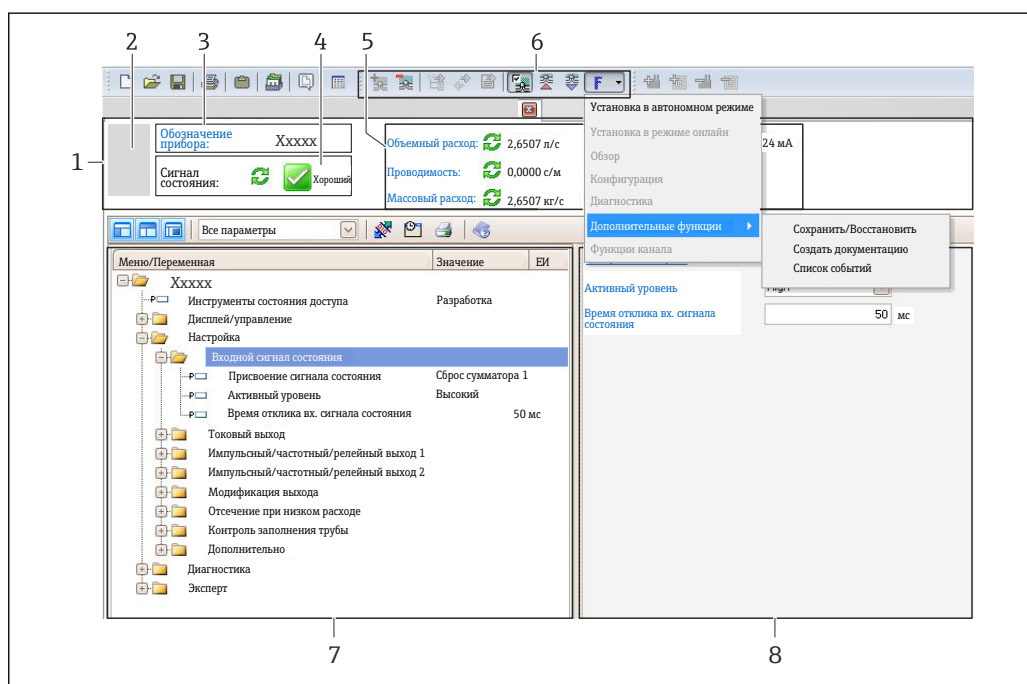 2 3 4 5 6
F
Установка в автономном режиме
Установка в режиме онлайн
Обзор
Конфигурация
Диагностика
Дополнительные функции
Функции канала
Сохранить/Восстановить
Создать документацию
Список событий
1
Обозначение
прибора: Xxxxx
Сигнал
состояния: Хороший
Объемный расход: 2,6507 л/с
24 мА
Проводимость: 0,0000 с/м
Массовый расход: 2,6507 кг/с
Все параметры
Меню/Переменная Значение ЕИ
Xxxxx
Инструменты состояния доступа Разработка
Дисплей/управление
Настройка
Входной сигнал состояния
Присвоение сигнала состояния Сброс сумматора 1
Активный уровень Высокий
Время отклика вх. сигнала состояния 50 мс
Токовый выход
Импульсный/частотный/релейный выход 1
Импульсный/частотный/релейный выход 2
Модификация выхода
Отсечение при низком расходе
Контроль заполнения трубы
Дополнительно
Диагностика
Эксперт
Активный уровень
Время отклика вх. сигнала 50 мс
состояния
7 8